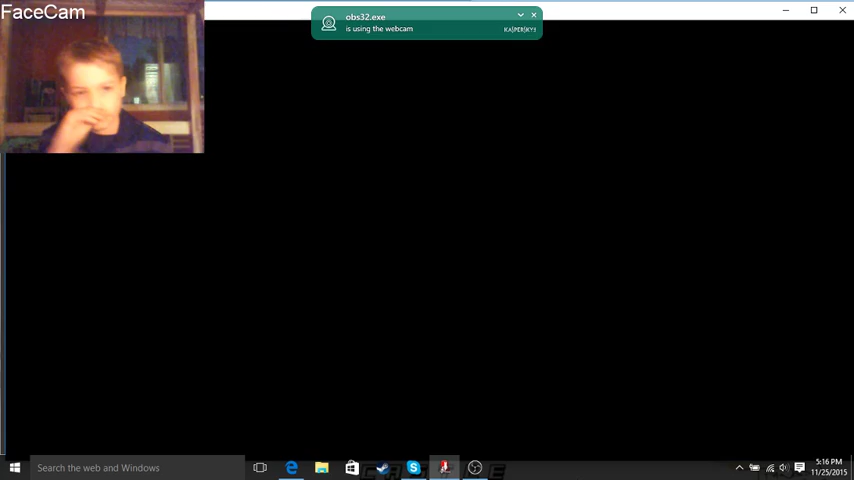 FaceCam
obs32.exe
is using the webcam
KASPERSKY
Search the web and Windows
5:16 PM
11/25/2015